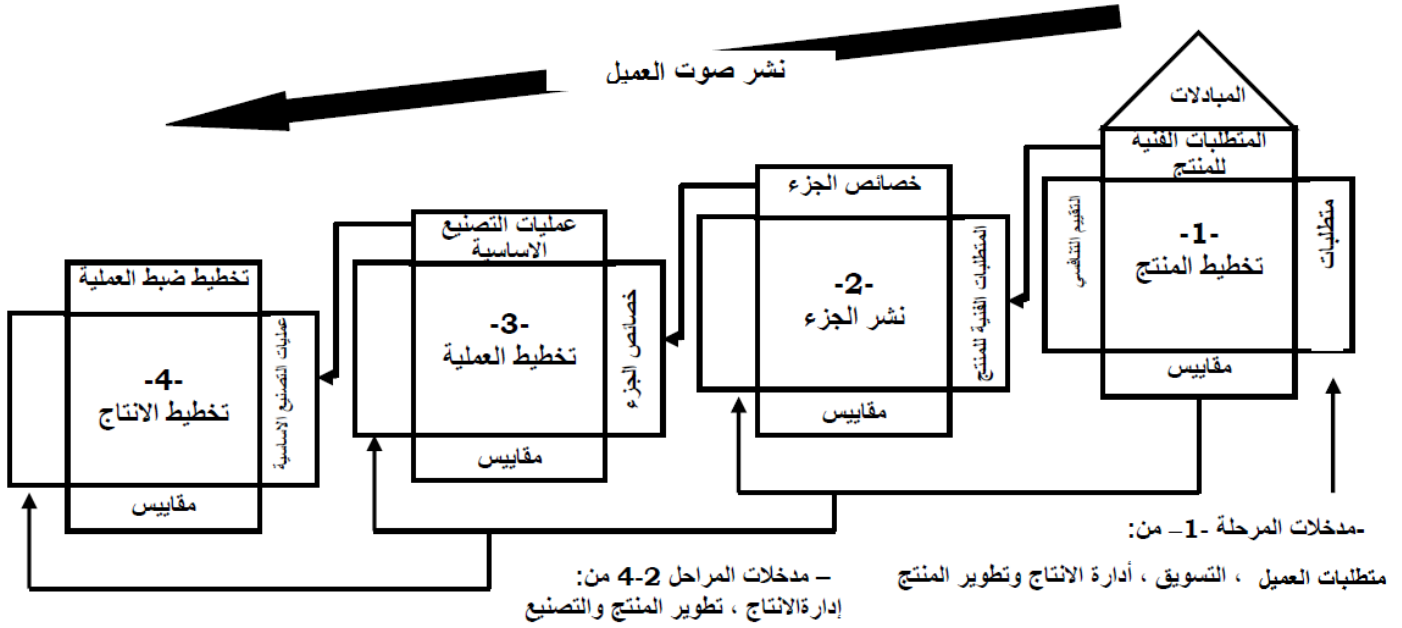 نشر صوت العميل
المبادلات
المتطلبات الفنية
للمنتج
متطلبات
-1-
تخطيط المنتج
التقييم التنافسي
مقاييس
خصائص الجزء
المتطلبات الفنية للمنتج
-2-
نشر الجزء
مقاييس
عمليات التصنيع
الاساسية
خصائص الجزء
-3-
تخطيط العملية
مقاييس
تخطيط ضبط العملية
عمليات التصنيع الاساسية
-4-
تخطيط الانتاج
مقاييس
-مدخلات المرحلة -1– من:
متطلبات العميل ، التسويق ، أدارة الانتاج وتطوير المنتج
– مدخلات المراحل 2-4 من:
إدارةالانتاج ، تطوير المنتج والتصنيع